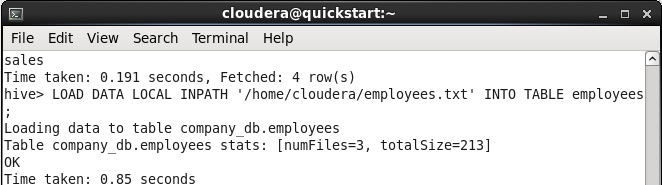 cloudera@quickstart:~
File Edit View Search Terminal Help
sales
Time taken: 0.191 seconds, Fetched: 4 row(s)
hive> LOAD DATA LOCAL INPATH '/home/cloudera/employees.txt' INTO TABLE employees
;
Loading data to table company_db.employees
Table company_db.employees stats: [numFiles=3, totalSize=213]
OK
Time taken: 0.85 seconds